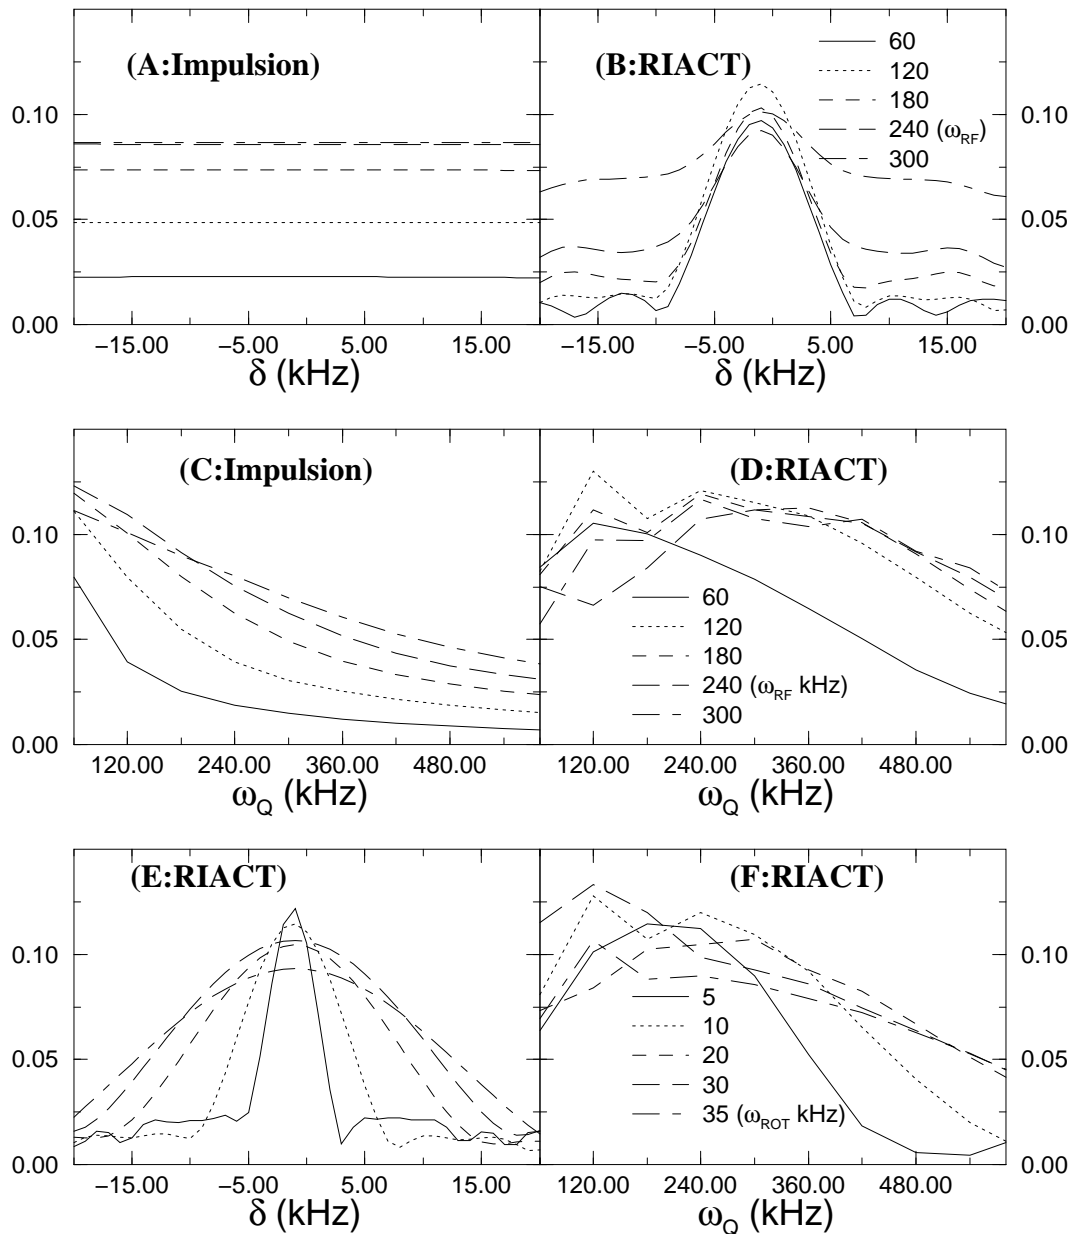 (A:Impulsion)
(B:RIACT)
60
120
180
240 (ωRF)
300
0.10
0.05
0.00
0.10
0.05
0.00
−15.00 −5.00 5.00 15.00
−15.00 −5.00 5.00 15.00
δ (kHz)
δ (kHz)
(C:Impulsion)
(D:RIACT)
60
120
180
240 (ωRF kHz)
300
0.10
0.05
0.00
0.10
0.05
0.00
120.00 240.00 360.00 480.00
120.00 240.00 360.00 480.00
ωQ (kHz)
ωQ (kHz)
(E:RIACT)
(F:RIACT)
5
10
20
30
35 (ωROT kHz)
0.10
0.05
0.00
0.10
0.05
0.00
−15.00 −5.00 5.00 15.00
120.00 240.00 360.00 480.00
δ (kHz)
ωQ (kHz)